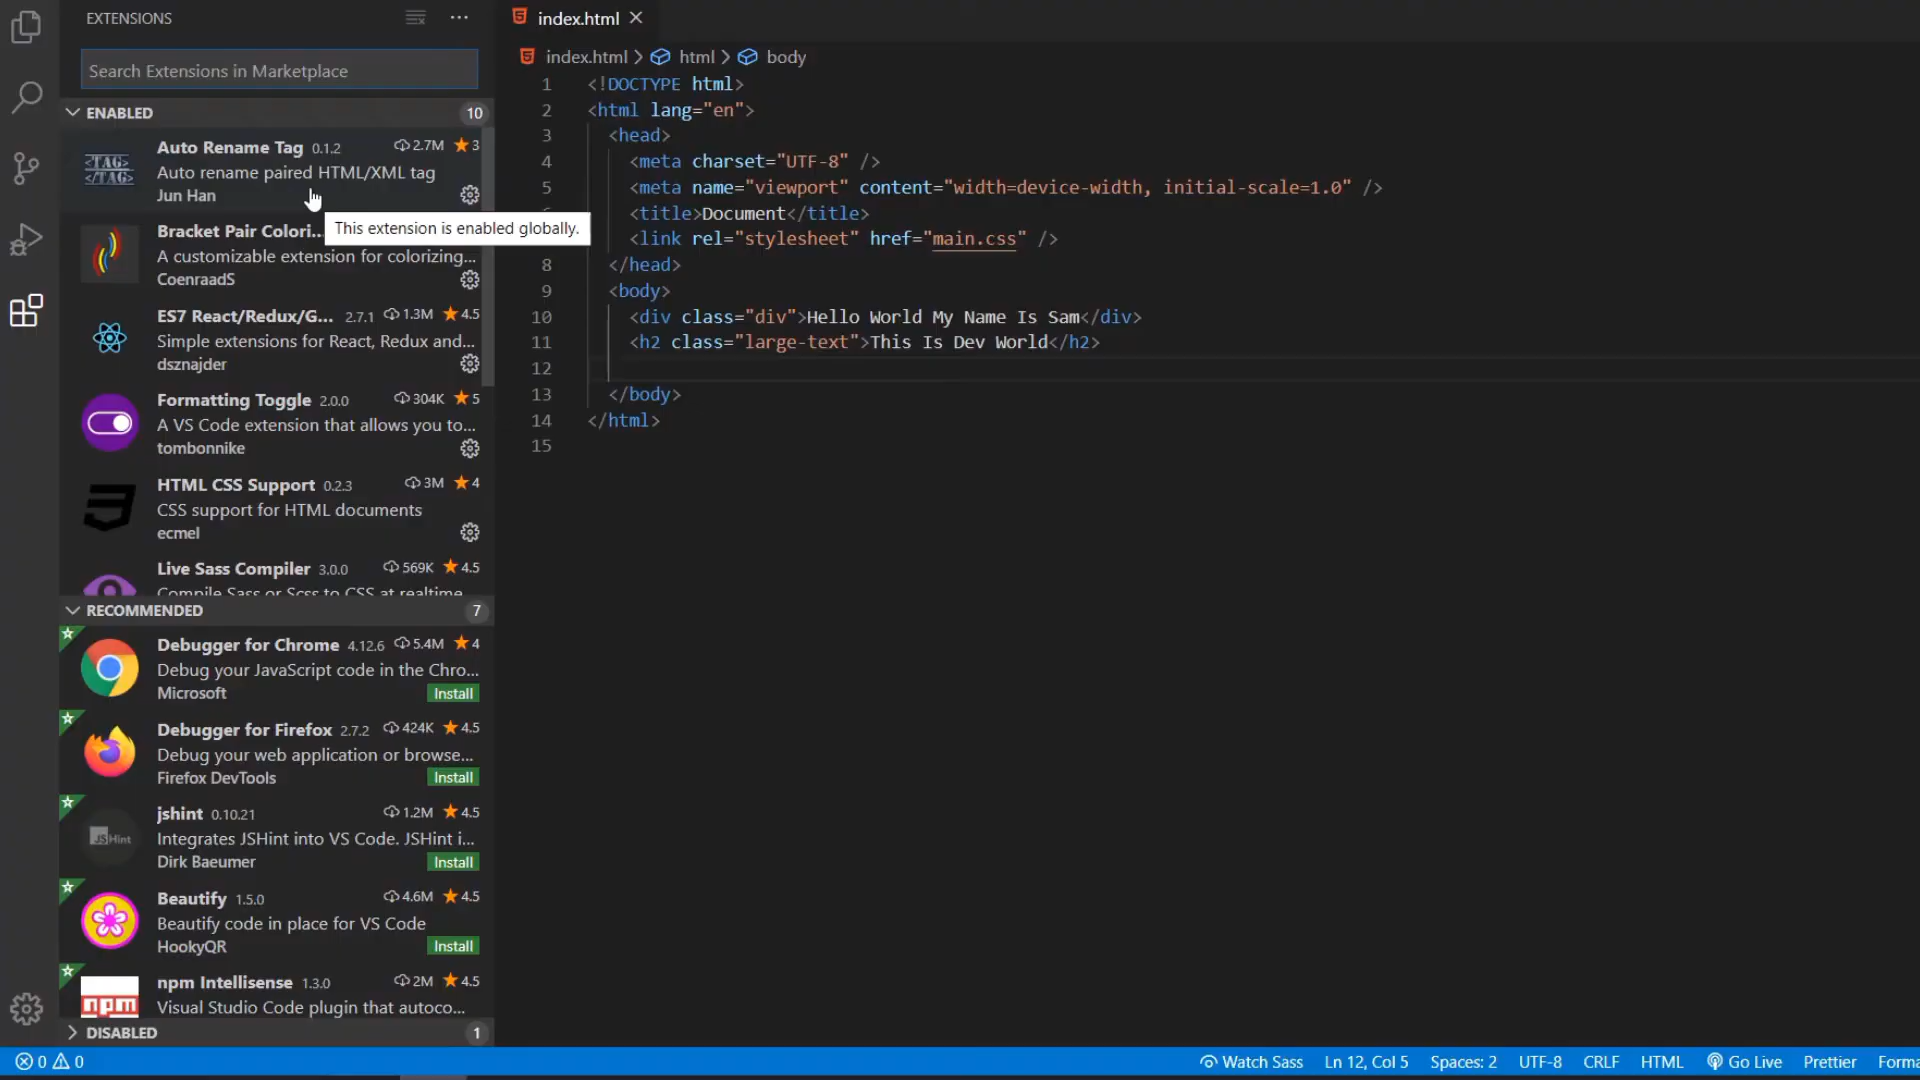 EXTENSIONS
Search Extensions in Marketplace
ENABLED 10
<TAG>
</TAG>
Auto Rename Tag 0.1.2 2.7M 3
Auto rename paired HTML/XML tag
Jun Han
This extension is enabled globally.
Bracket Pair Colori...
A customizable extension for colorizing...
CoenraadS
ES7 React/Redux/G... 2.7.1 1.3M 4.5
Simple extensions for React, Redux and...
dsznajder
Formatting Toggle 2.0.0 304K 5
A VS Code extension that allows you to...
tombonnike
HTML CSS Support 0.2.3 3M 4
CSS support for HTML documents
ecmel
Live Sass Compiler 3.0.0 569K 4.5
Compile Sass or Scss to CSS at realtime
RECOMMENDED 7
Debugger for Chrome 4.12.6 5.4M 4
Debug your JavaScript code in the Chro...
Microsoft Install
Debugger for Firefox 2.7.2 424K 4.5
Debug your web application or browse...
Firefox DevTools Install
JSHint
jshint 0.10.21 1.2M 4.5
Integrates JSHint into VS Code. JSHint i...
Dirk Baeumer Install
Beautify 1.5.0 4.6M 4.5
Beautify code in place for VS Code
HookyQR Install
npm
npm Intellisense 1.3.0 2M 4.5
Visual Studio Code plugin that autoco...
DISABLED 1
index.html
index.html > html > body
1 <!DOCTYPE html>
2 <html lang="en">
3 <head>
4 <meta charset="UTF-8" />
5 <meta name="viewport" content="width=device-width, initial-scale=1.0" />
<title>Document</title>
<link rel="stylesheet" href="main.css" />
8 </head>
9 <body>
10 <div class="div">Hello World My Name Is Sam</div>
11 <h2 class="large-text">This Is Dev World</h2>
12
13 </body>
14 </html>
15
0 0 Watch Sass Ln 12, Col 5 Spaces: 2 UTF-8 CRLF HTML Go Live Prettier Forma